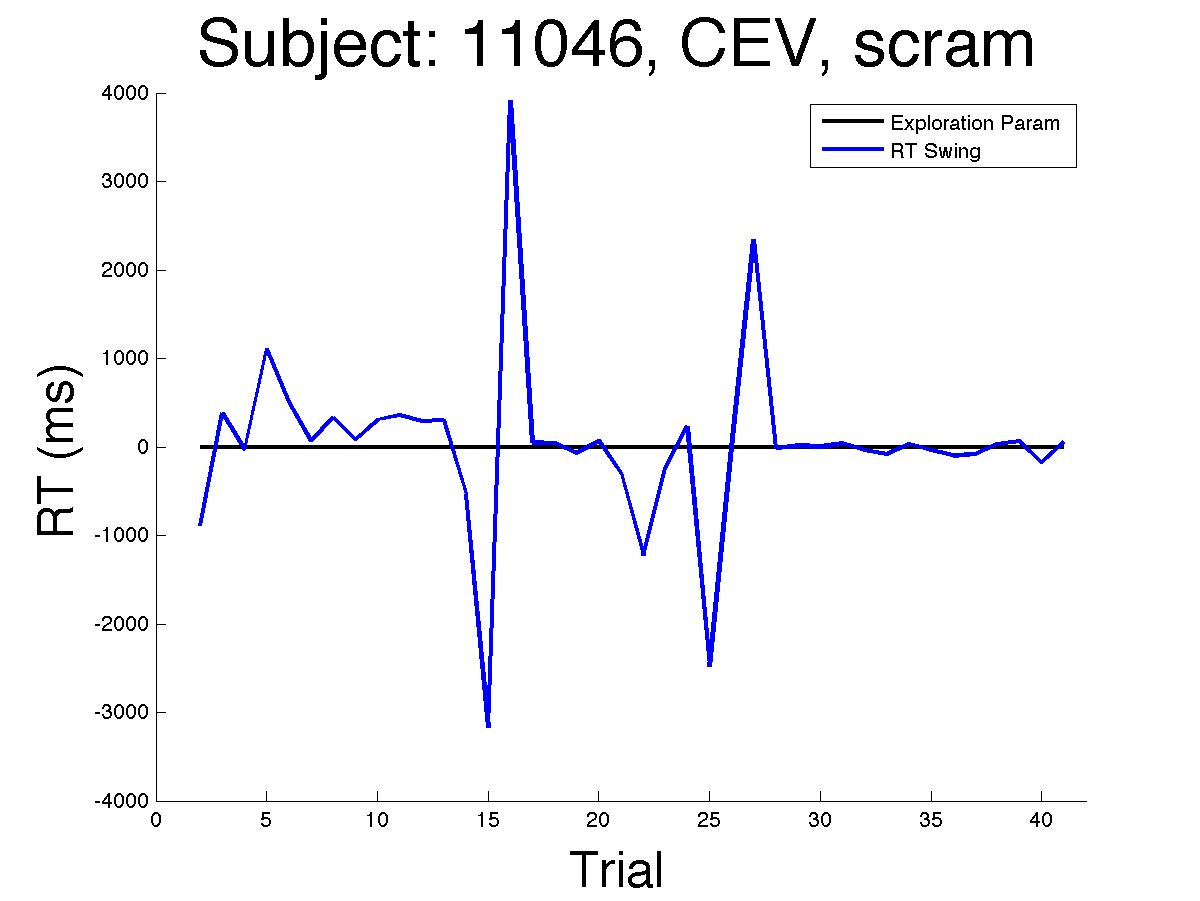 Subject: 11046, CEV, scram
4000
3000
2000
1000
0
-1000
-2000
-3000
-4000
RT (ms)
Exploration Param
RT Swing
0 5 10 15 20 25 30 35 40
Trial